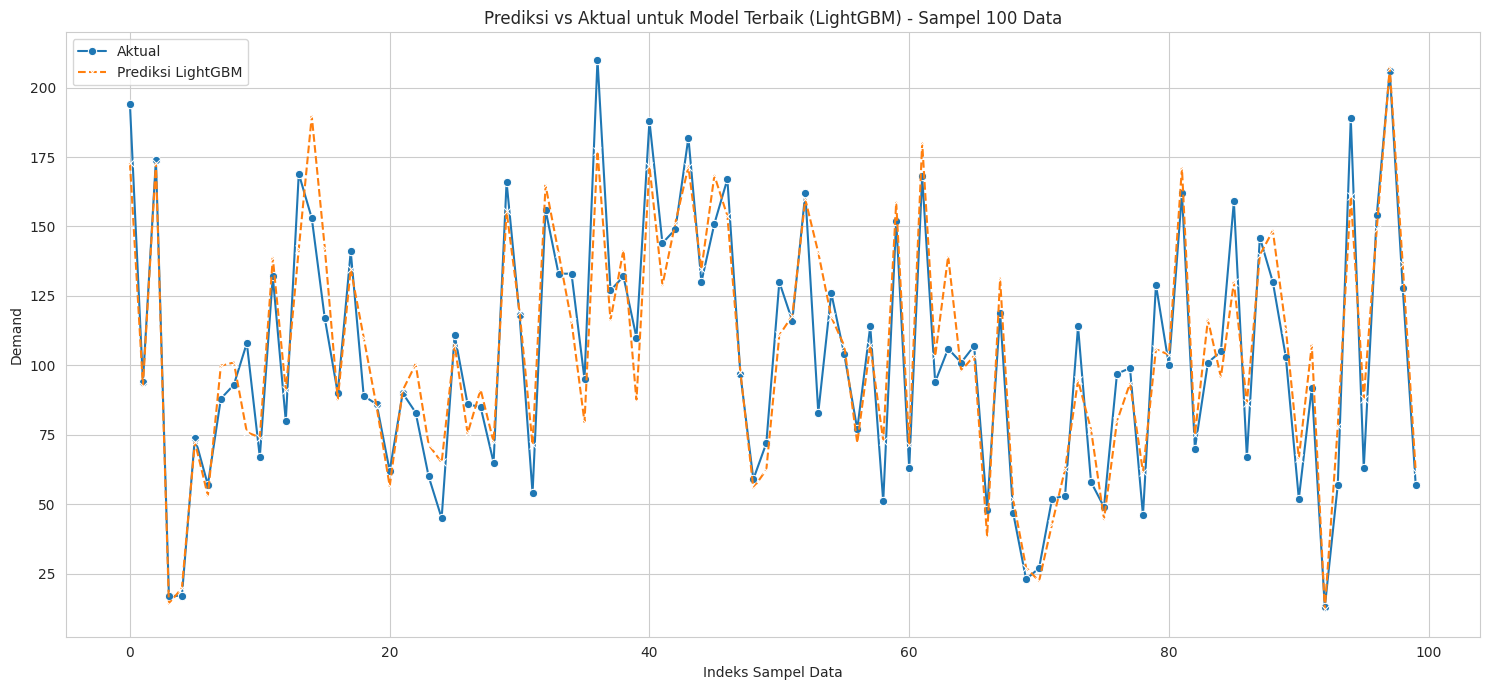 Prediksi vs Aktual untuk Model Terbaik (LightGBM) - Sampel 100 Data
Aktual
Prediksi LightGBM
Demand
200
175
150
125
100
75
50
25
0 20 40 60 80 100
Indeks Sampel Data